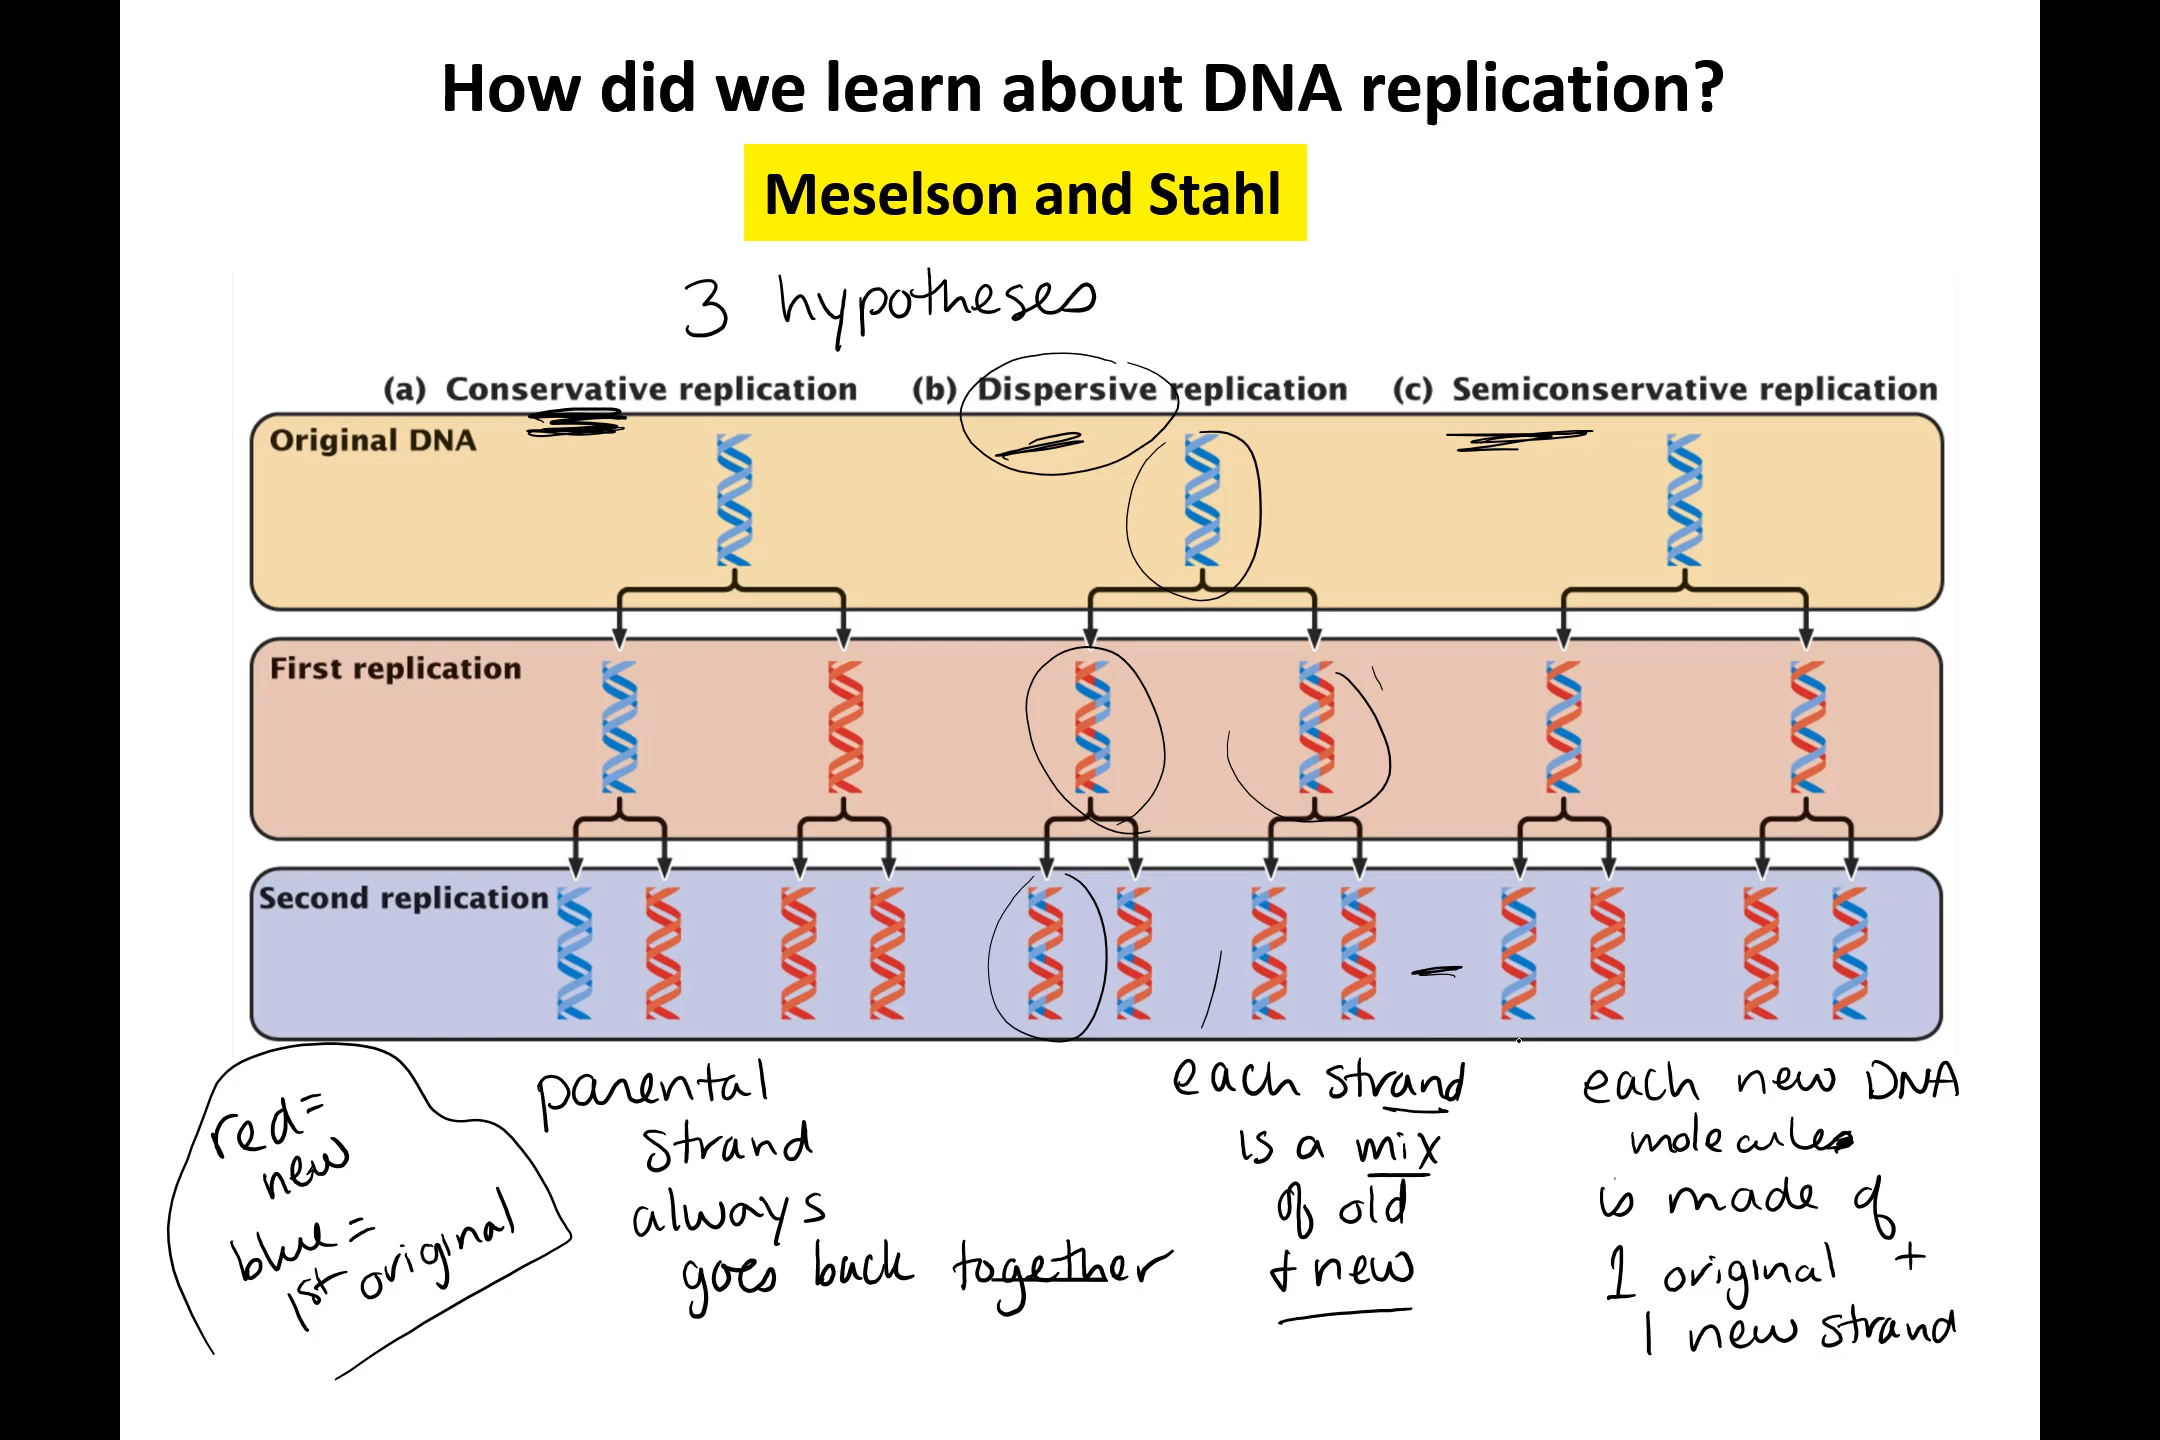 How did we learn about DNA replication?
Meselson and Stahl
3 hypotheses
(a) Conservative replication
(b) Dispersive replication
(c) Semiconservative replication
Original DNA
First replication
Second replication
red=
new
blue=
1st original
parental
strand
always
goes back together
each strand
is a mix
of old
+ new
each new DNA
molecule
is made of
1 original +
1 new strand